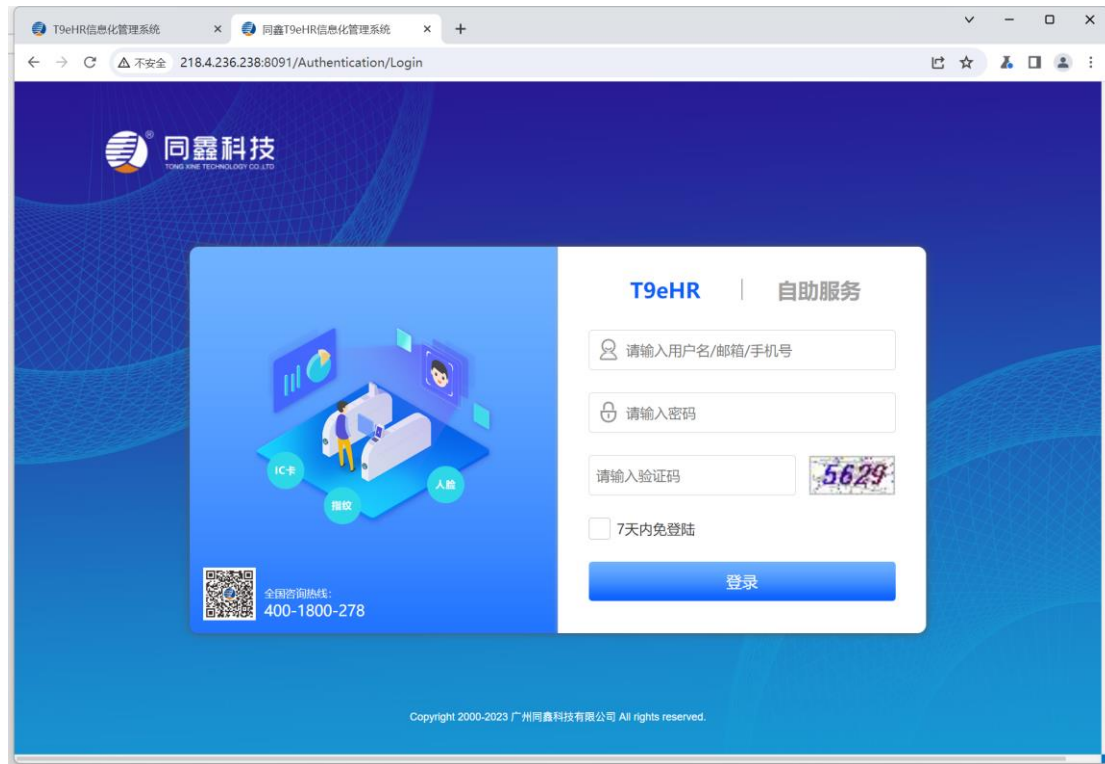 T9eHR信息化管理系统
同鑫T9eHR信息化管理系统
不安全 218.4.236.238:8091/Authentication/Login
同鑫科技
TONG XINE TECHNOLOGY CO.,LTD
T9eHR
自助服务
请输入用户名/邮箱/手机号
请输入密码
请输入验证码
5629
7天内免登陆
登录
IC卡
指纹
人脸
全国咨询热线:
400-1800-278
Copyright 2000-2023 广州同鑫科技有限公司 All rights reserved.